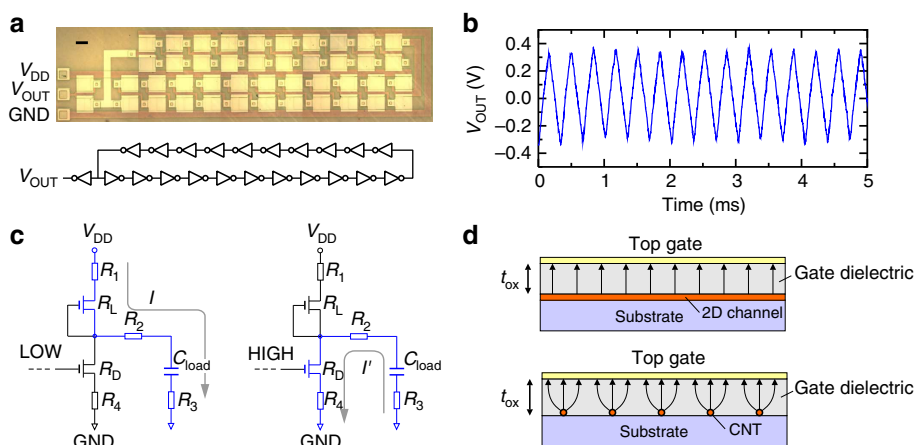 a
V_DD
V_OUT
GND
V_OUT
b
V_OUT (V)
0.4
0.2
0.0
−0.2
−0.4
0 1 2 3 4 5
Time (ms)
c
V_DD
R_1
R_L
I
R_2
LOW
R_D
C_load
R_4
R_3
GND
V_DD
R_1
R_L
R_2
HIGH
R_D
I'
C_load
R_4
R_3
GND
d
Top gate
t_ox
Gate dielectric
Substrate
2D channel
Top gate
t_ox
Gate dielectric
Substrate
CNT